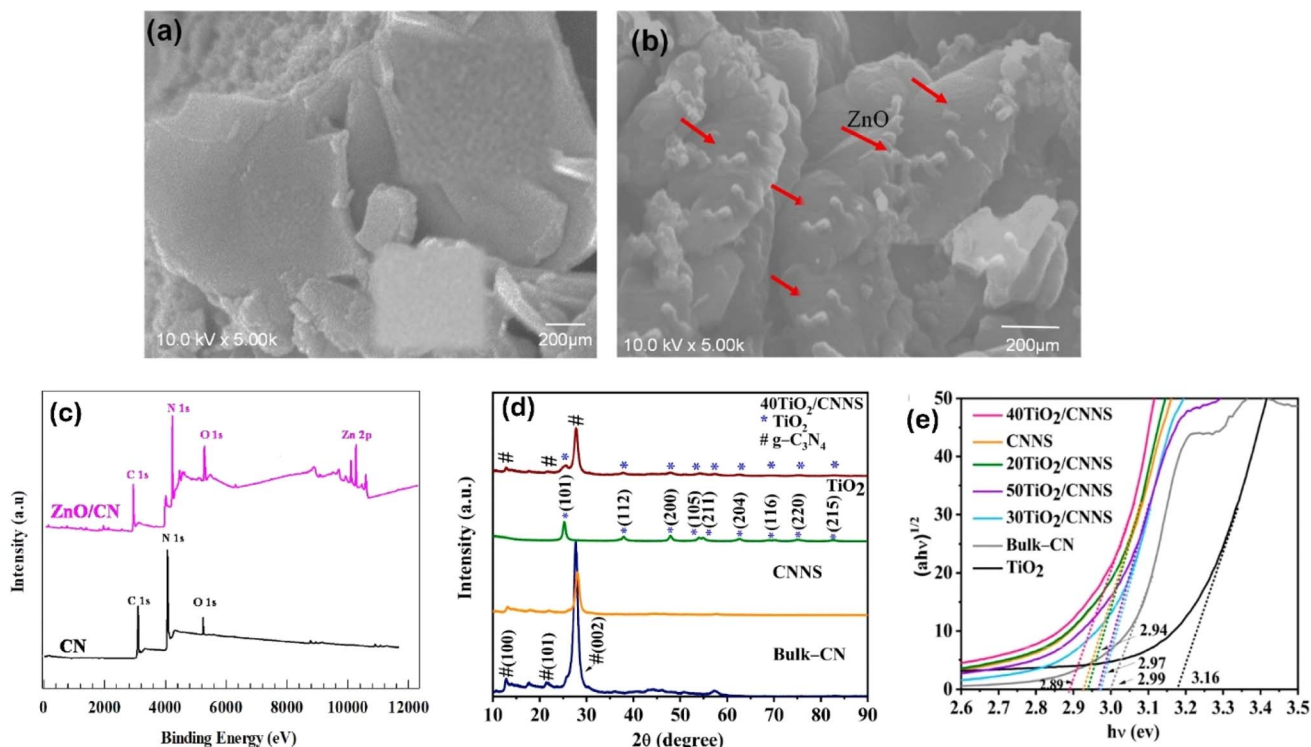 (a)
10.0 kV x 5.00k
200µm
(b)
ZnO
10.0 kV x 5.00k
200µm
(c)
N 1s
O 1s
Zn 2p
C 1s
ZnO/CN
N 1s
C 1s
O 1s
CN
Intensity (a.u)
0 2000 4000 6000 8000 10000 12000
Binding Energy (eV)
(d)
40TiO₂/CNNS
* TiO₂
# g–C₃N₄
# # * # * * * * * * *
TiO2
*(101)
*(112)
*(200)
*(105)
*(211)
*(204)
*(116)
*(220)
*(215)
CNNS
Bulk–CN
#(100)
#(101)
#(002)
Intensity (a.u.)
10 20 30 40 50 60 70 80 90
2θ (degree)
(e)
40TiO₂/CNNS
CNNS
20TiO₂/CNNS
50TiO₂/CNNS
30TiO₂/CNNS
Bulk–CN
TiO₂
2.94
2.97
2.99
2.89
3.16
(ahν)1/2
50
40
30
20
10
0
2.6 2.7 2.8 2.9 3.0 3.1 3.2 3.3 3.4 3.5
hν (ev)